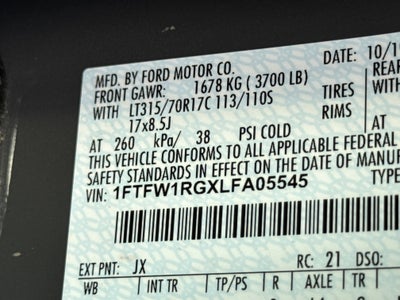 MFD. BY FORD MOTOR CO.
DATE: 10/1
FRONT GAWR: 1678 KG ( 3700 LB)
REAR
WITH LT315/70R17C 113/110S TIRES
WITH
17x8.5J RIMS
AT 260 kPa/ 38 PSI COLD
AT
THIS VEHICLE CONFORMS TO ALL APPLICABLE FEDERAL
SAFETY STANDARDS IN EFFECT ON THE DATE OF MANUF
VIN: 1FTFW1RGXLFA05545 TYP
EXT PNT: JX RC: 21 DSO:
WB INT TR TP/PS R AXLE TR